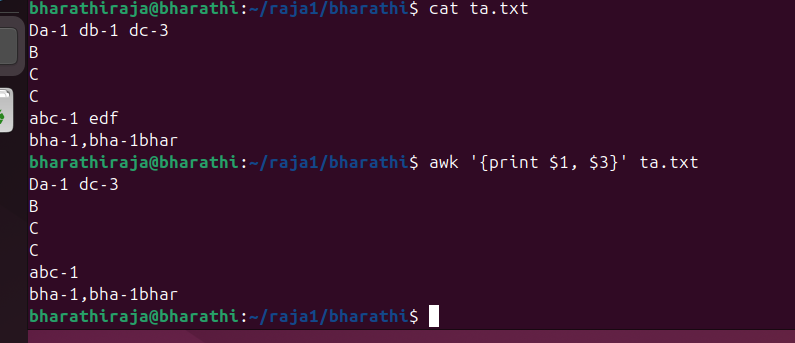 bharathiraja@bharathi:~/raja1/bharathi$ cat ta.txt
Da-1 db-1 dc-3
B
C
C
abc-1 edf
bha-1,bha-1bhar
bharathiraja@bharathi:~/raja1/bharathi$ awk '{print $1, $3}' ta.txt
Da-1 dc-3
B
C
C
abc-1
bha-1,bha-1bhar
bharathiraja@bharathi:~/raja1/bharathi$